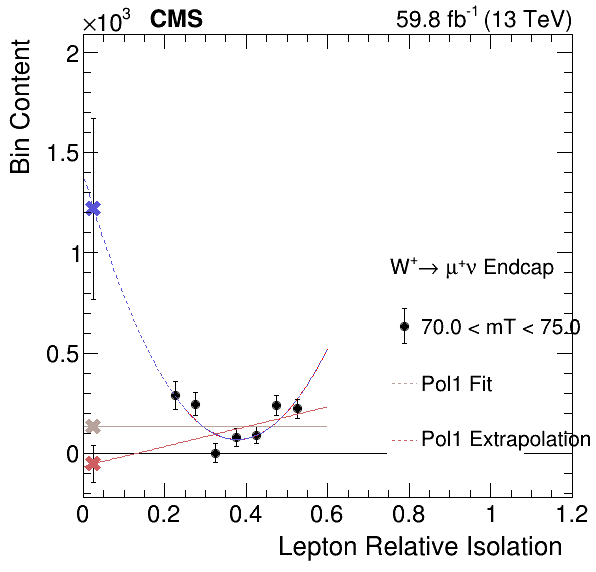 ×10³ CMS 59.8 fb⁻¹ (13 TeV)
Bin Content
2
1.5
1
0.5
0
W⁺→ μ⁺ν Endcap
70.0 < mT < 75.0
Pol1 Fit
Pol1 Extrapolation
0 0.2 0.4 0.6 0.8 1 1.2
Lepton Relative Isolation